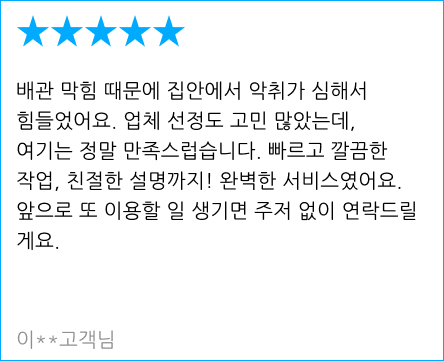 ★★★★★
배관 막힘 때문에 집안에서 악취가 심해서
힘들었어요. 업체 선정도 고민 많았는데,
여기는 정말 만족스럽습니다. 빠르고 깔끔한
작업, 친절한 설명까지! 완벽한 서비스였어요.
앞으로 또 이용할 일 생기면 주저 없이 연락드릴
게요.
이**고객님